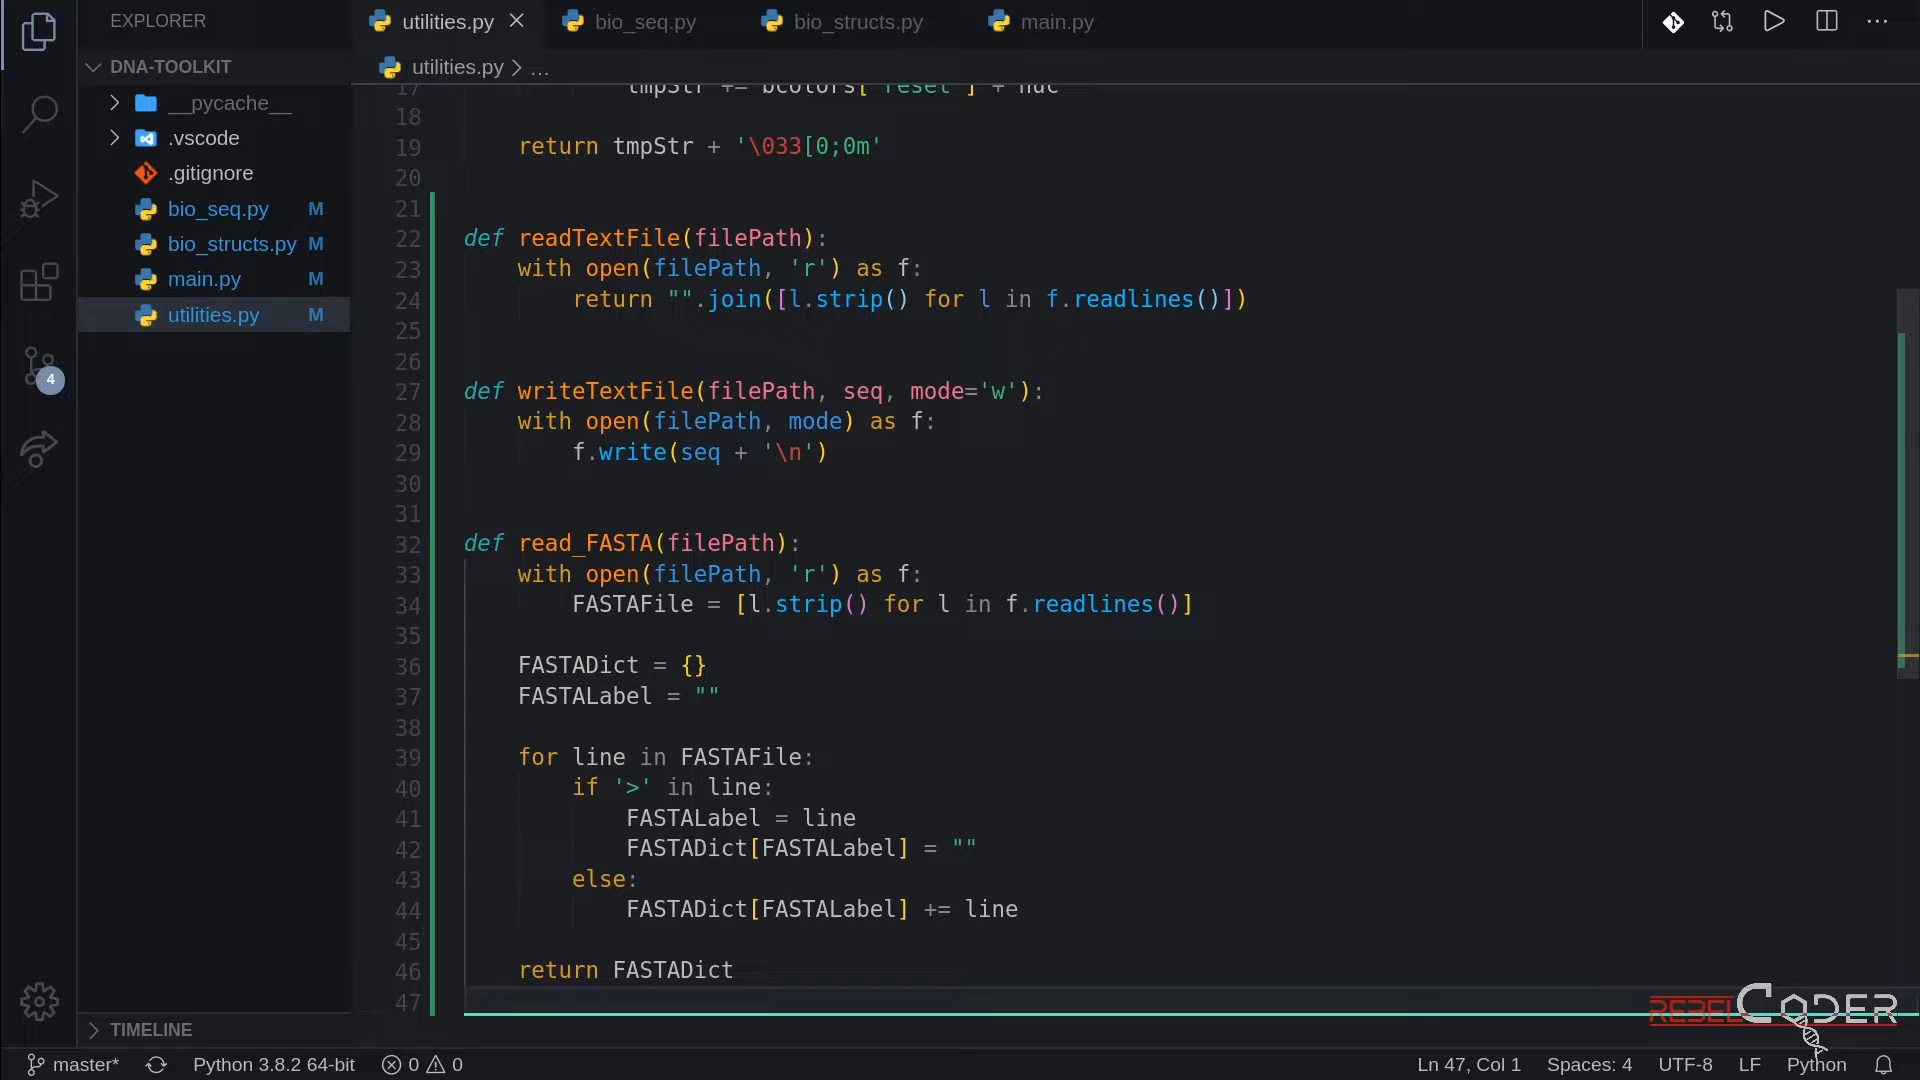 EXPLORER
utilities.py
bio_seq.py
bio_structs.py
main.py
DNA-TOOLKIT
utilities.py > ...
__pycache__
.vscode
.gitignore
bio_seq.py M
bio_structs.py M
main.py M
utilities.py M
4
17 tmpStr += bcolors["reset"] + nuc
18
19 return tmpStr + '\033[0;0m'
20
21
22 def readTextFile(filePath):
23 with open(filePath, 'r') as f:
24 return "".join([l.strip() for l in f.readlines()])
25
26
27 def writeTextFile(filePath, seq, mode='w'):
28 with open(filePath, mode) as f:
29 f.write(seq + '\n')
30
31
32 def read_FASTA(filePath):
33 with open(filePath, 'r') as f:
34 FASTAFile = [l.strip() for l in f.readlines()]
35
36 FASTADict = {}
37 FASTALabel = ""
38
39 for line in FASTAFile:
40 if '>' in line:
41 FASTALabel = line
42 FASTADict[FASTALabel] = ""
43 else:
44 FASTADict[FASTALabel] += line
45
46 return FASTADict
47
REBEL CODER
TIMELINE
master* Python 3.8.2 64-bit 0 0 Ln 47, Col 1 Spaces: 4 UTF-8 LF Python